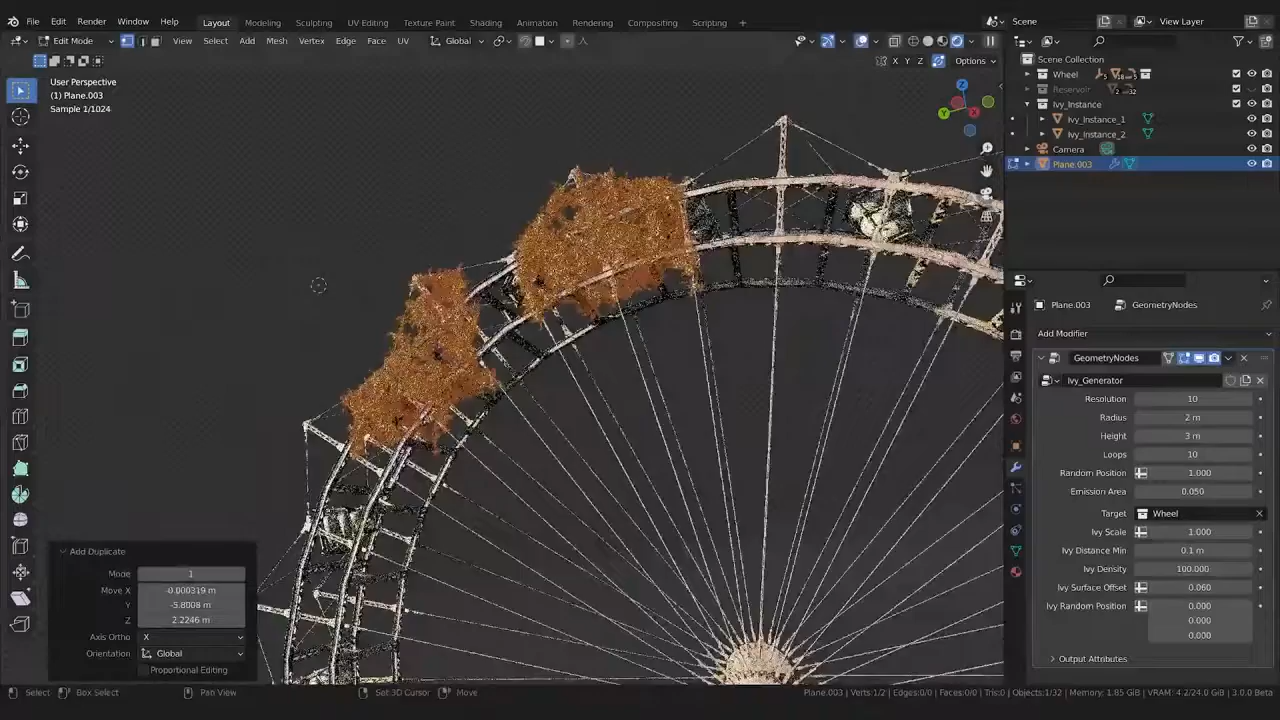 File Edit Render Window Help Layout Modeling Sculpting UV Editing Texture Paint Shading Animation Rendering Compositing Scripting + Scene View Layer
Edit Mode View Select Add Mesh Vertex Edge Face UV Global
X Y Z Options
User Perspective
(1) Plane.003
Sample 1/1024
Scene Collection
Wheel
Reservoir
Ivy_Instance
Ivy_Instance_1
Ivy_Instance_2
Camera
Plane.003
Plane.003 GeometryNodes
Add Modifier
GeometryNodes
Ivy_Generator
Resolution 10
Radius 2 m
Height 3 m
Loops 10
Random Position 1.000
Emission Area 0.050
Target Wheel
Ivy Scale 1.000
Ivy Distance Min 0.1 m
Ivy Density 100.000
Ivy Surface Offset 0.060
Ivy Random Position 0.000
0.000
0.000
Output Attributes
Add Duplicate
Mode 1
Move X -0.000319 m
Y -5.8008 m
Z 2.2246 m
Axis Ortho X
Orientation Global
Proportional Editing
Select Box Select Pan View Set 3D Cursor Move Plane.003 | Verts:1/2 | Edges:0/0 | Faces:0/0 | Tris:0 | Objects:1/32 | Memory: 1.85 GiB | VRAM: 4.2/24.0 GiB | 3.0.0 Beta